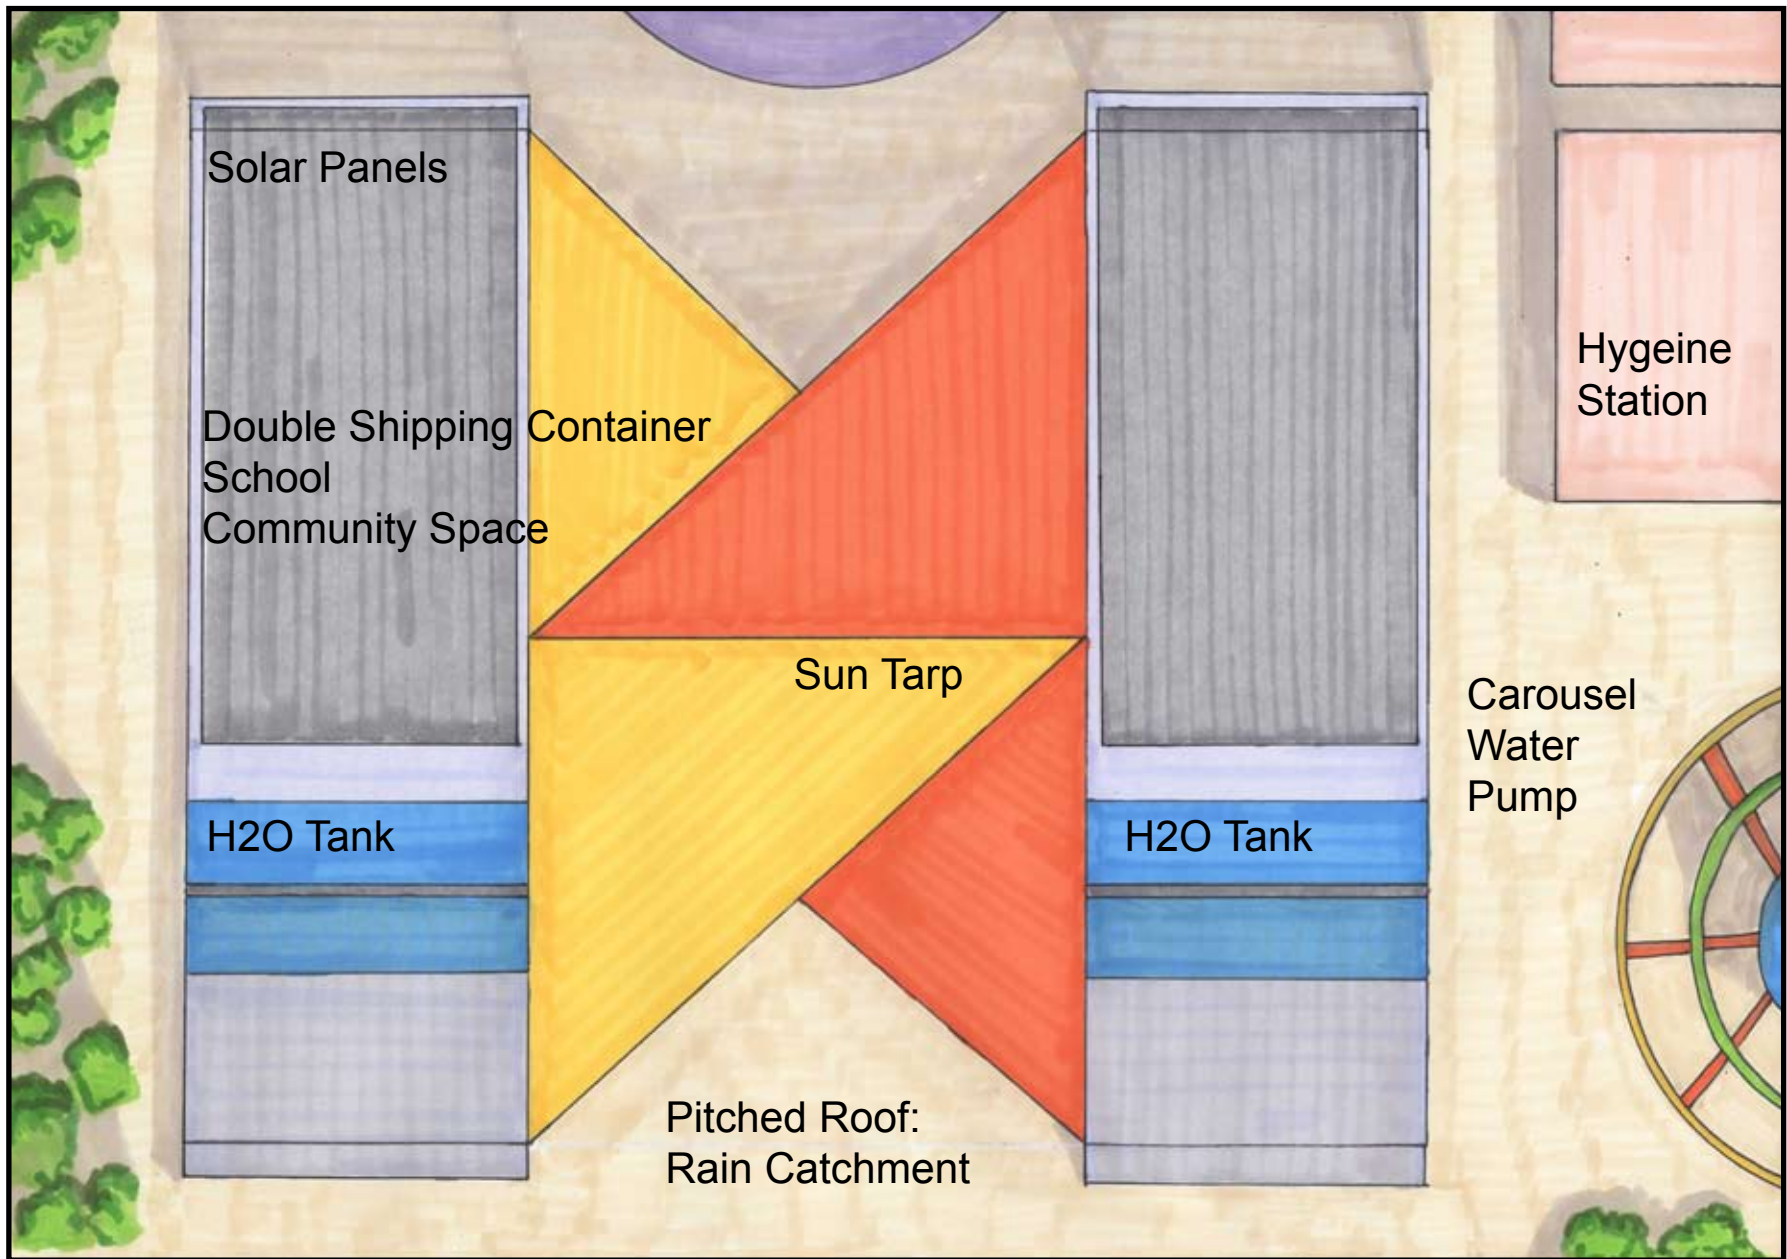 Solar Panels
Double Shipping Container
School
Community Space
Hygeine
Station
Sun Tarp
Carousel
Water
Pump
H2O Tank
H2O Tank
Pitched Roof:
Rain Catchment